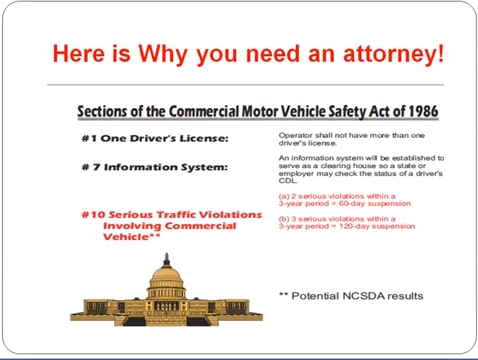 Here is Why you need an attorney!
Sections of the Commercial Motor Vehicle Safety Act of 1986
#1 One Driver's License:
Operator shall not have more than one
driver's license.
# 7 Information System:
An information system will be established to
serve as a clearing house so a state or
employer may check the status of a driver's
CDL.
#10 Serious Traffic Violations
Involving Commercial
Vehicle**
(a) 2 serious violations within a
3-year period = 60-day suspension
(b) 3 serious violations within a
3-year period = 120-day suspension
** Potential NCSDA results